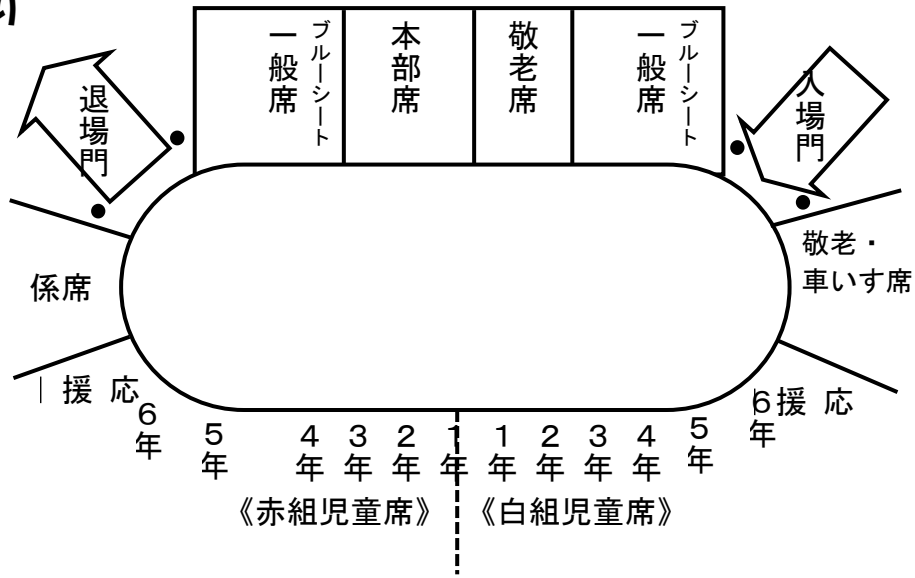 り
一般席
ブルーシート
本部席
敬老席
一般席
ブルーシート
退場門
入場門
係席
敬老・
車いす席
援 応
6年
5年
4年
3年
2年
1年
1年
2年
3年
4年
5年
6年
援 応
《赤組児童席》
《白組児童席》